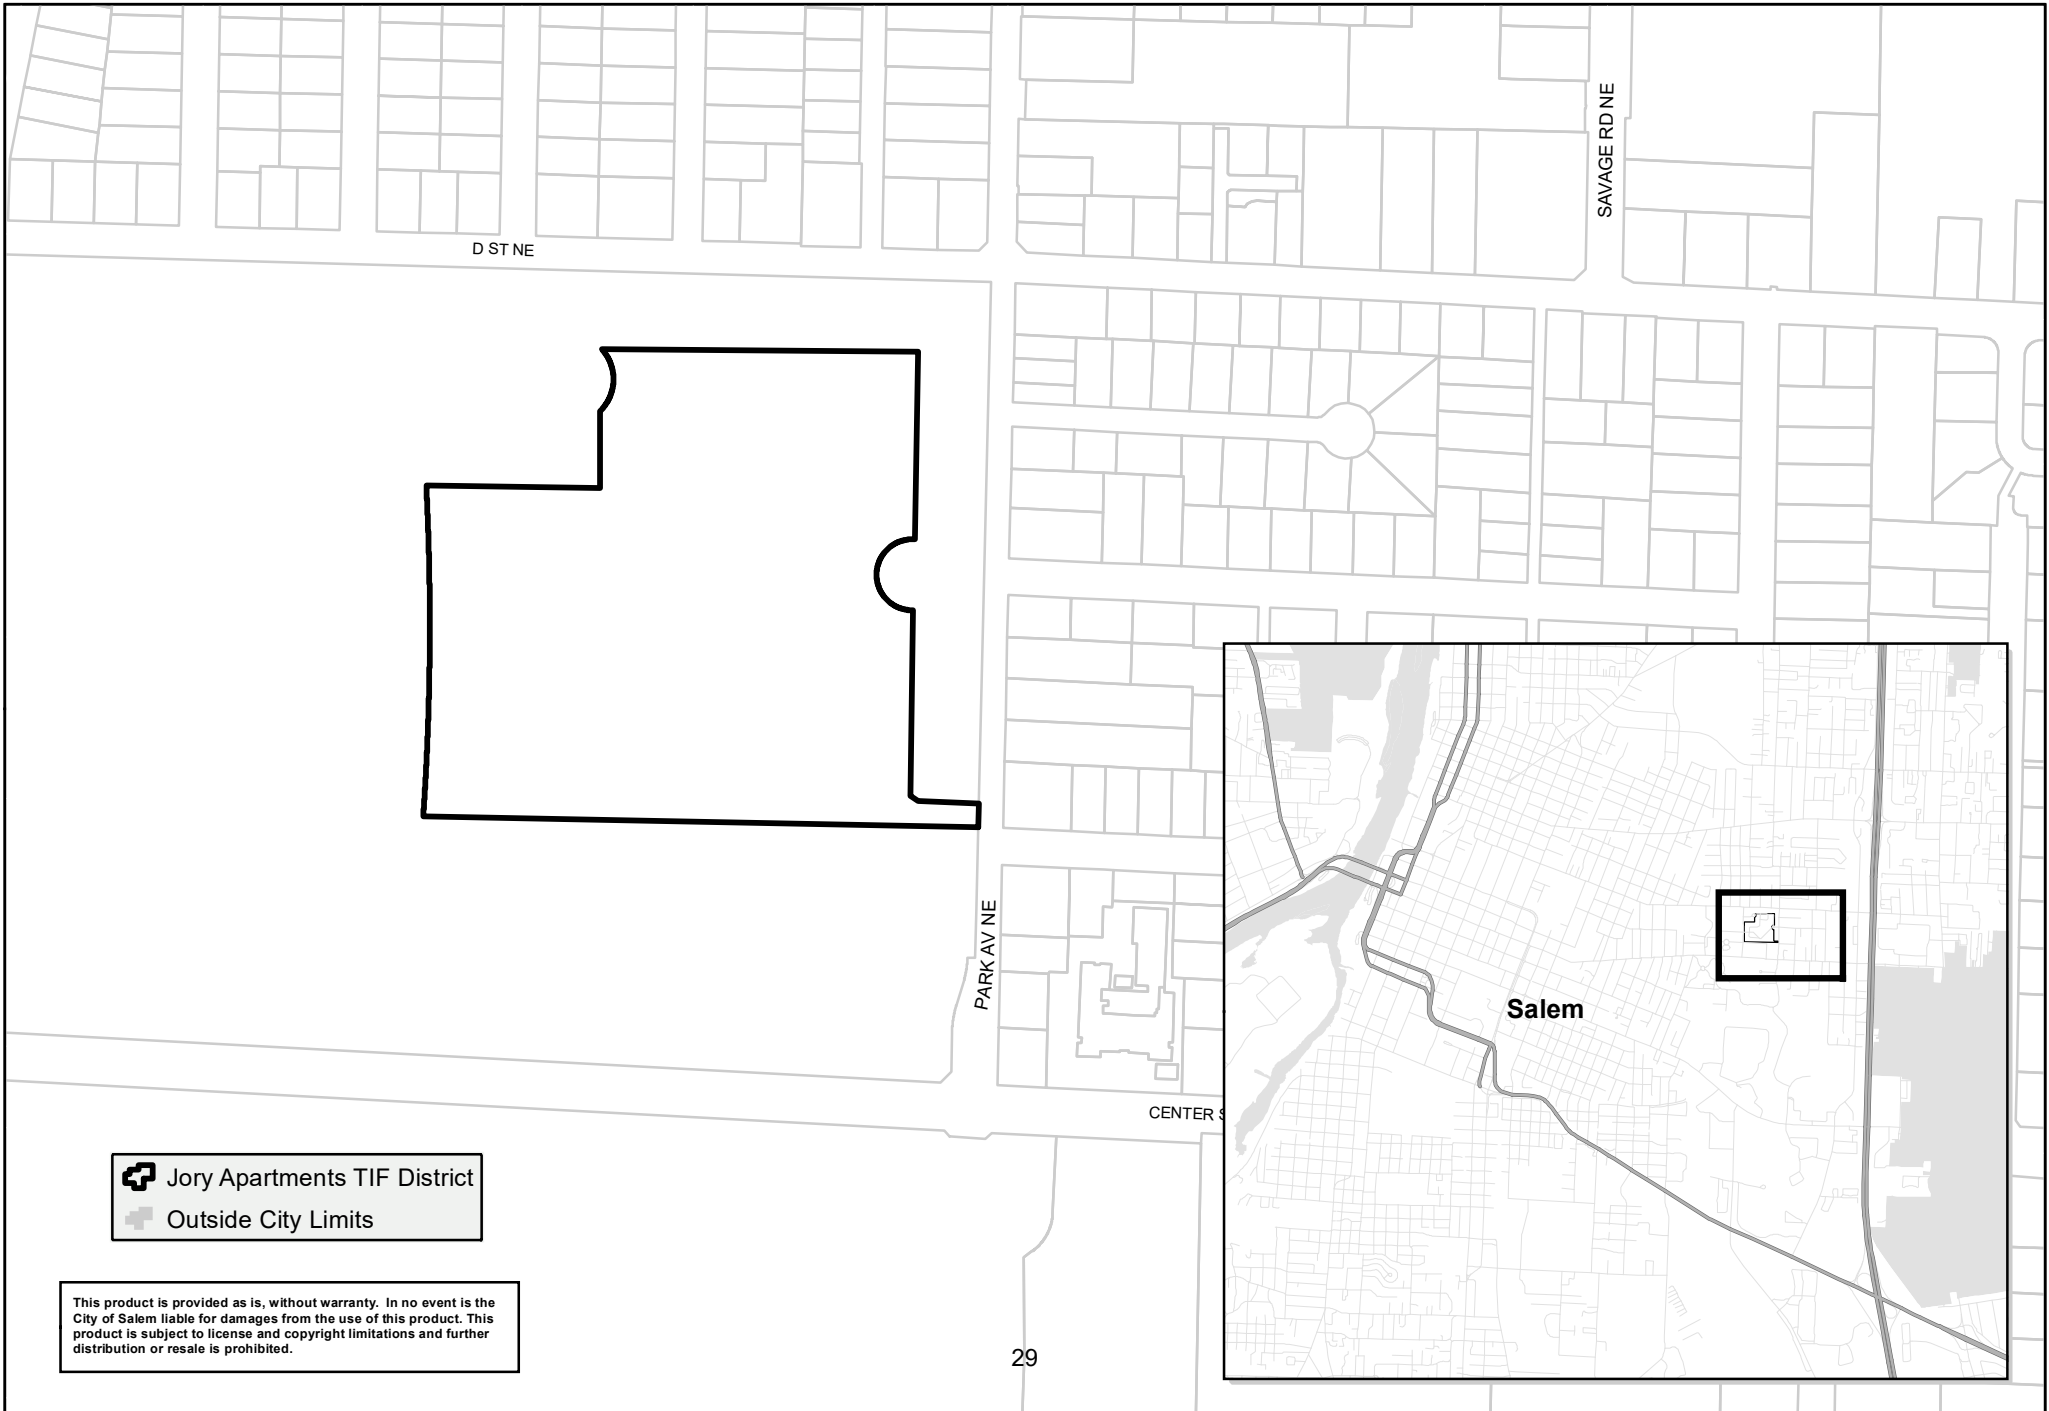 SAVAGE RD NE
D ST NE
PARK AV NE
Salem
CENTER S
Jory Apartments TIF District
Outside City Limits
This product is provided as is, without warranty. In no event is the
City of Salem liable for damages from the use of this product. This
product is subject to license and copyright limitations and further
distribution or resale is prohibited.
29